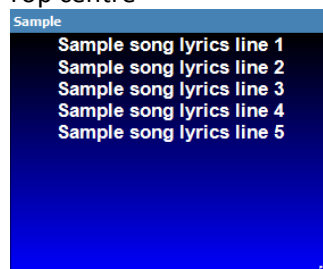 Top centre
Sample
Sample song lyrics line 1
Sample song lyrics line 2
Sample song lyrics line 3
Sample song lyrics line 4
Sample song lyrics line 5